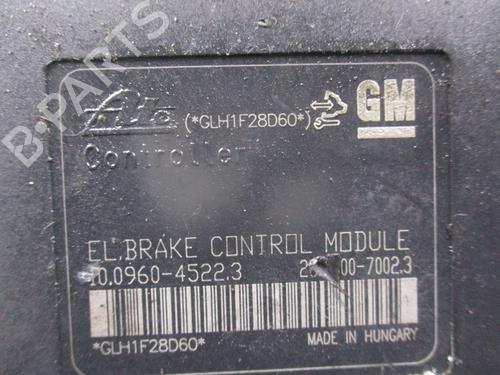 B-PARTS
Ate (*GLH1F28D60*) GM
Controller
EL.BRAKE CONTROL MODULE
10.0960-4522.3
*GLH1F28D60* MADE IN HUNGARY